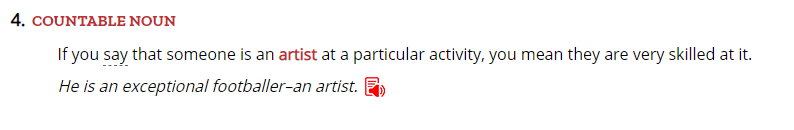 4. COUNTABLE NOUN
If you say that someone is an artist at a particular activity, you mean they are very skilled at it.
He is an exceptional footballer–an artist.